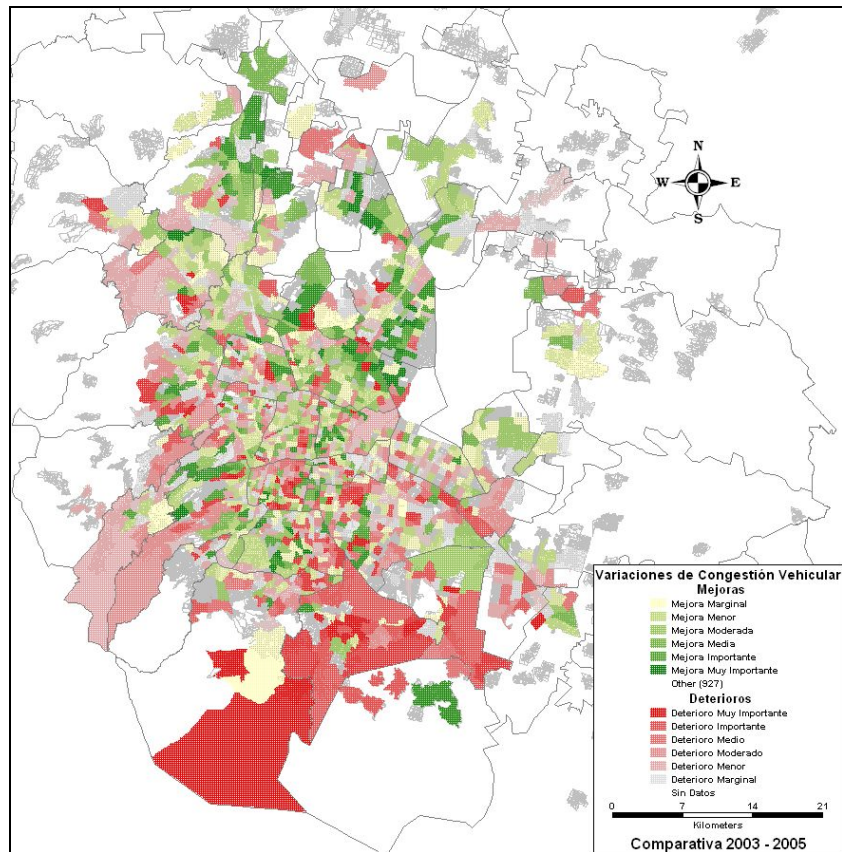 N
W E
S
Variaciones de Congestión Vehicular
Mejoras
Mejora Marginal
Mejora Menor
Mejora Moderada
Mejora Media
Mejora Importante
Mejora Muy Importante
Other (927)
Deterioros
Deterioro Muy Importante
Deterioro Importante
Deterioro Medio
Deterioro Moderado
Deterioro Menor
Deterioro Marginal
Sin Datos
0 7 14 21
Kilometers
Comparativa 2003 - 2005